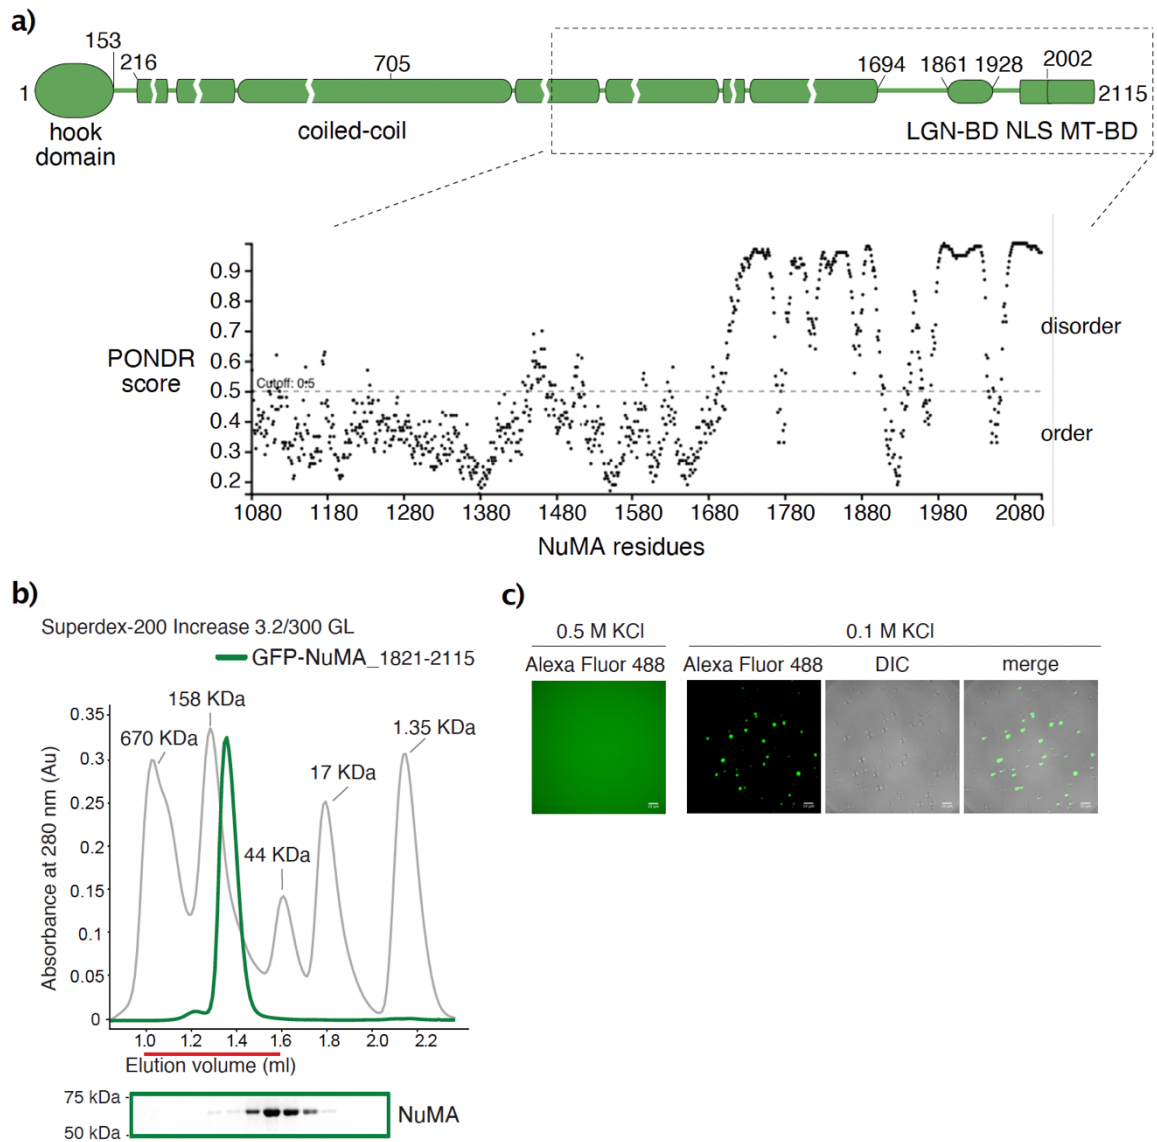 a)
153
216
705
1694
1861
1928
2002
1
2115
hook
domain
coiled-coil
LGN-BD NLS MT-BD
0.9
0.8
0.7
0.6
0.5
0.4
0.3
0.2
PONDR
score
Cutoff: 0.5
disorder
order
1080 1180 1280 1380 1480 1580 1680 1780 1880 1980 2080
NuMA residues
b)
Superdex-200 Increase 3.2/300 GL
GFP-NuMA_1821-2115
670 KDa
158 KDa
44 KDa
17 KDa
1.35 KDa
Absorbance at 280 nm (Au)
0.35
0.3
0.25
0.2
0.15
0.1
0.05
0
1.0 1.2 1.4 1.6 1.8 2.0 2.2
Elution volume (ml)
75 kDa
50 kDa
NuMA
c)
0.5 M KCl
0.1 M KCl
Alexa Fluor 488
Alexa Fluor 488
DIC
merge